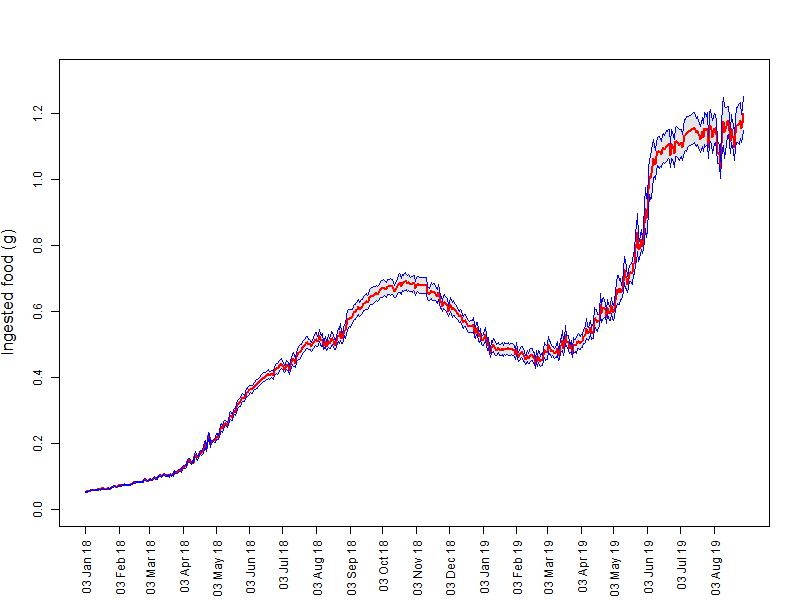 Ingested food (g)
1.2
1.0
0.8
0.6
0.4
0.2
0.0
03 Jan 18
03 Feb 18
03 Mar 18
03 Apr 18
03 May 18
03 Jun 18
03 Jul 18
03 Aug 18
03 Sep 18
03 Oct 18
03 Nov 18
03 Dec 18
03 Jan 19
03 Feb 19
03 Mar 19
03 Apr 19
03 May 19
03 Jun 19
03 Jul 19
03 Aug 19